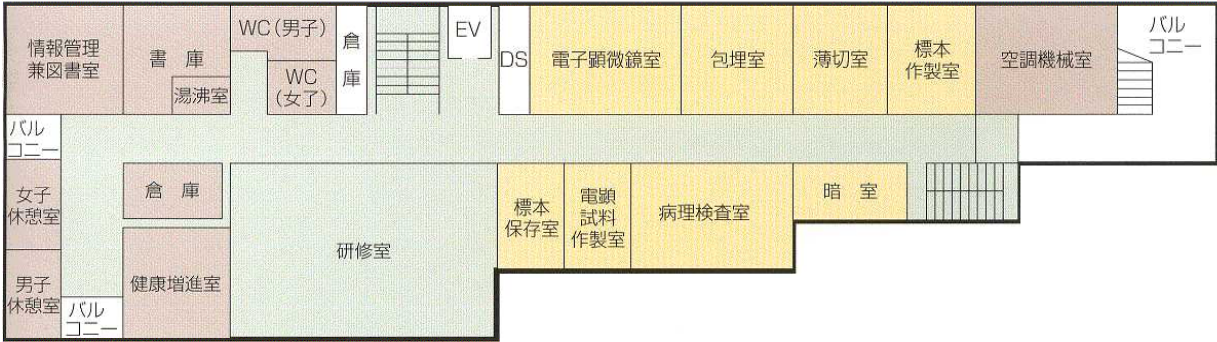 情報管理
兼図書室
書 庫
湯沸室
WC(男子)
WC
(女了)
倉
庫
EV
DS
電子顕微鏡室
包埋室
薄切室
標本
作製室
空調機械室
バル
コニー
バル
コニー
女子
休憩室
男子
休憩室
バル
コニー
倉 庫
健康増進室
研修室
標本
保存室
電顕
試料
作製室
病理検査室
暗 室